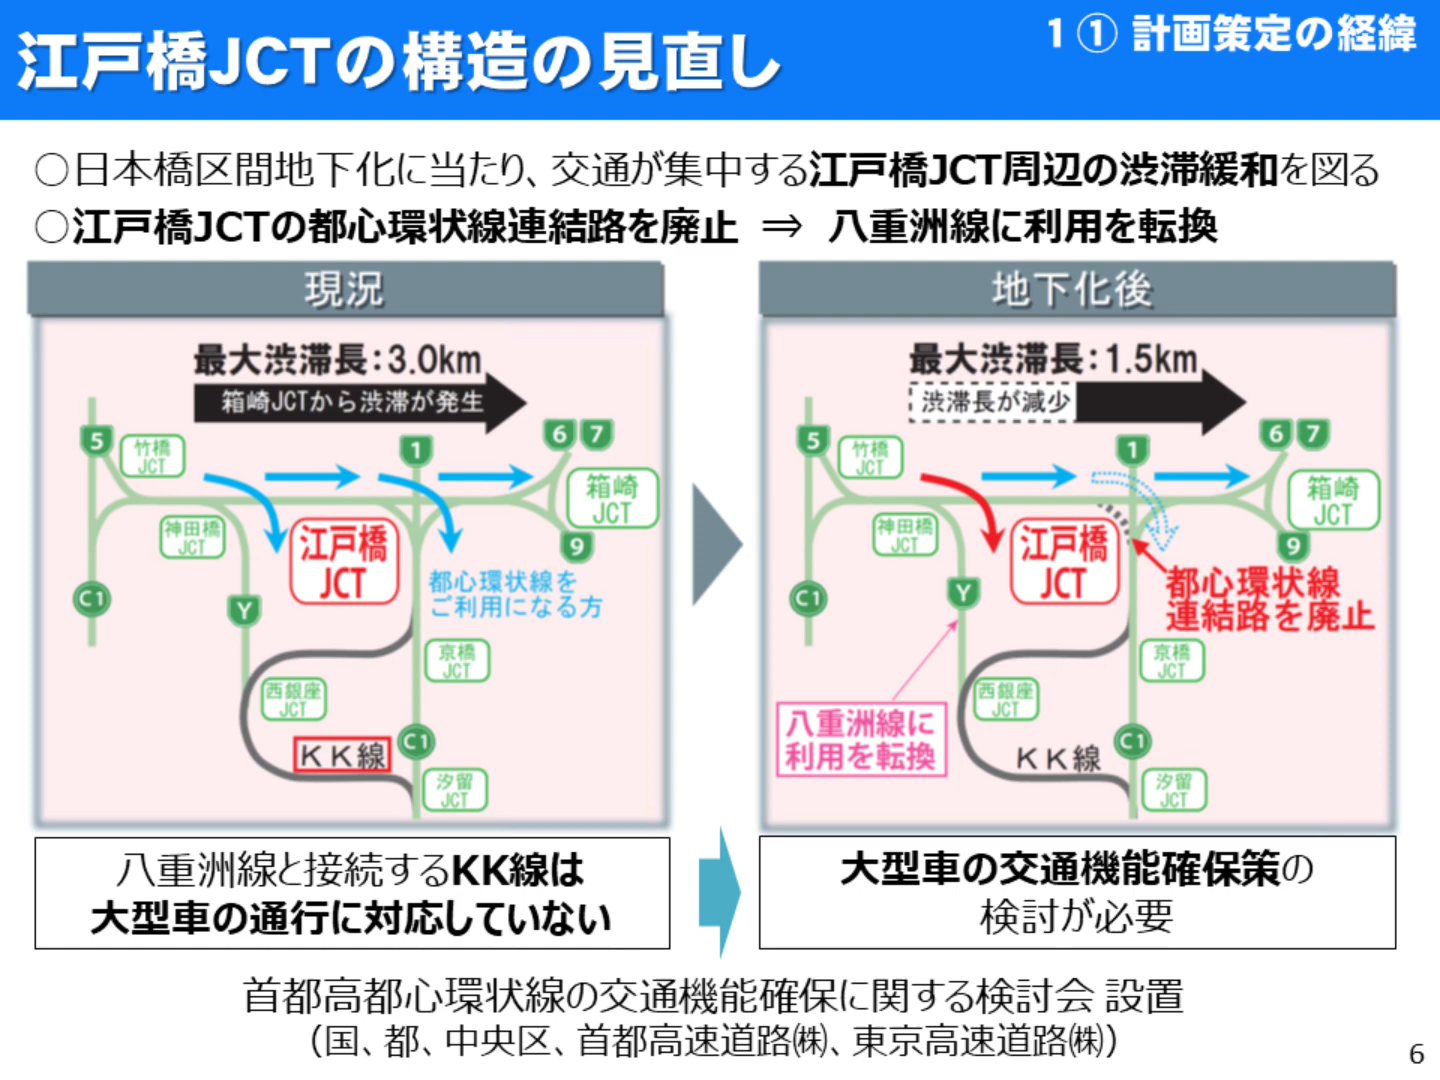 江戸橋JCTの構造の見直し
1① 計画策定の経緯
○日本橋区間地下化に当たり、交通が集中する江戸橋JCT周辺の渋滞緩和を図る
○江戸橋JCTの都心環状線連結路を廃止 ⇒ 八重洲線に利用を転換
現況
最大渋滞長：3.0km
箱崎JCTから渋滞が発生
5
竹橋
JCT
1
6
7
箱崎
JCT
神田橋
JCT
江戸橋
JCT
9
都心環状線を
ご利用になる方
C1
Y
京橋
JCT
西銀座
JCT
KK線
C1
汐留
JCT
地下化後
最大渋滞長：1.5km
渋滞長が減少
5
竹橋
JCT
1
6
7
箱崎
JCT
神田橋
JCT
江戸橋
JCT
9
都心環状線
連結路を廃止
C1
Y
京橋
JCT
西銀座
JCT
八重洲線に
利用を転換
KK線
C1
汐留
JCT
八重洲線と接続するKK線は
大型車の通行に対応していない
大型車の交通機能確保策の
検討が必要
首都高都心環状線の交通機能確保に関する検討会 設置
（国、都、中央区、首都高速道路㈱、東京高速道路㈱）
6